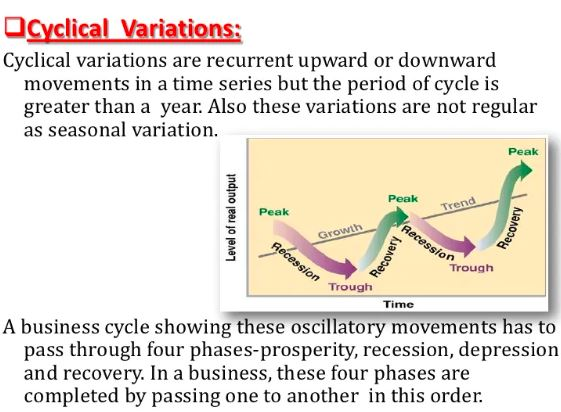 ❑Cyclical Variations:
Cyclical variations are recurrent upward or downward
movements in a time series but the period of cycle is
greater than a year. Also these variations are not regular
as seasonal variation.
Level of real output
Peak
Recession
Growth
Trough
Recovery
Peak
Recession
Trend
Trough
Recovery
Peak
Time
A business cycle showing these oscillatory movements has to
pass through four phases-prosperity, recession, depression
and recovery. In a business, these four phases are
completed by passing one to another in this order.